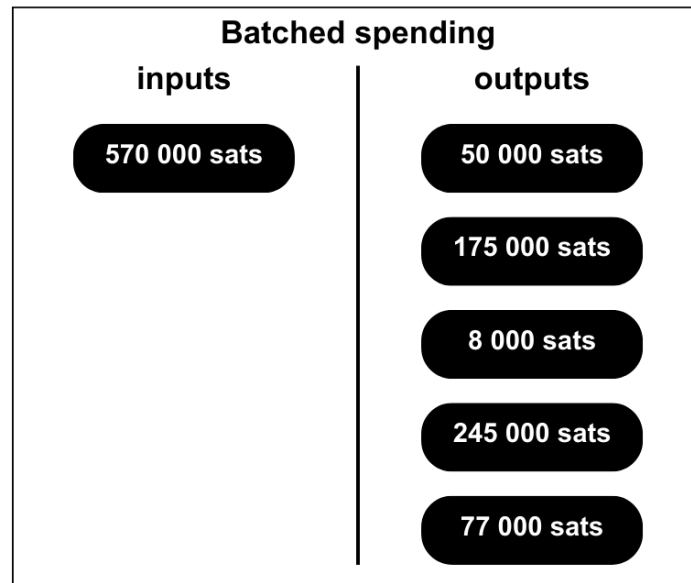 Batched spending
inputs
outputs
570 000 sats
50 000 sats
175 000 sats
8 000 sats
245 000 sats
77 000 sats